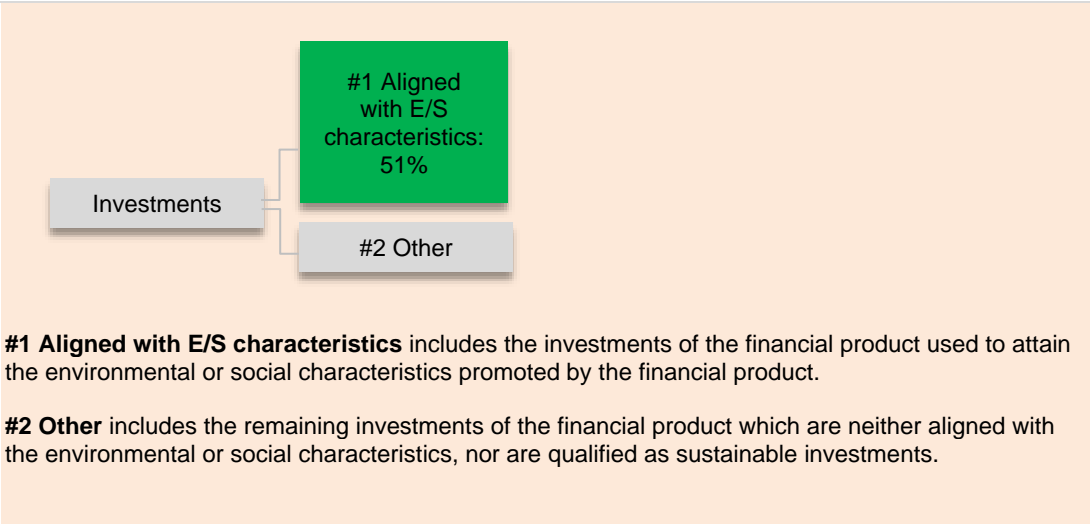 #1 Aligned
with E/S
characteristics:
51%
Investments
#2 Other
#1 Aligned with E/S characteristics includes the investments of the financial product used to attain
the environmental or social characteristics promoted by the financial product.
#2 Other includes the remaining investments of the financial product which are neither aligned with
the environmental or social characteristics, nor are qualified as sustainable investments.